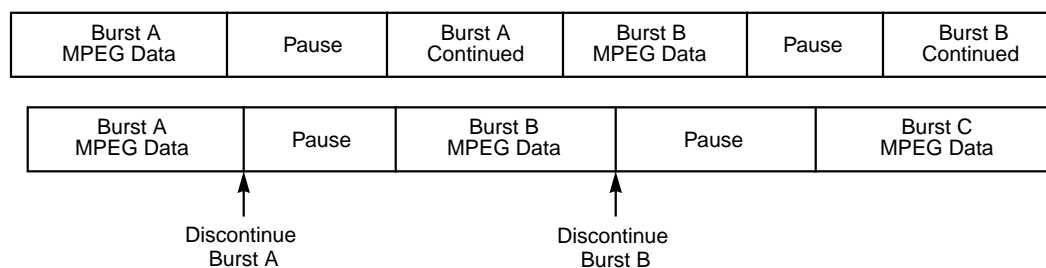 Burst A
MPEG Data
Pause
Burst A
Continued
Burst B
MPEG Data
Pause
Burst B
Continued
Burst A
MPEG Data
Pause
Burst B
MPEG Data
Pause
Burst C
MPEG Data
Discontinue
Burst A
Discontinue
Burst B